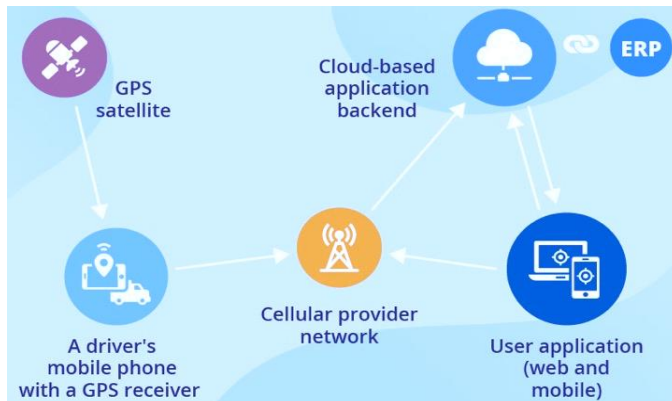 GPS
satellite
Cloud-based
application
backend
ERP
A driver's
mobile phone
with a GPS receiver
Cellular provider
network
User application
(web and
mobile)